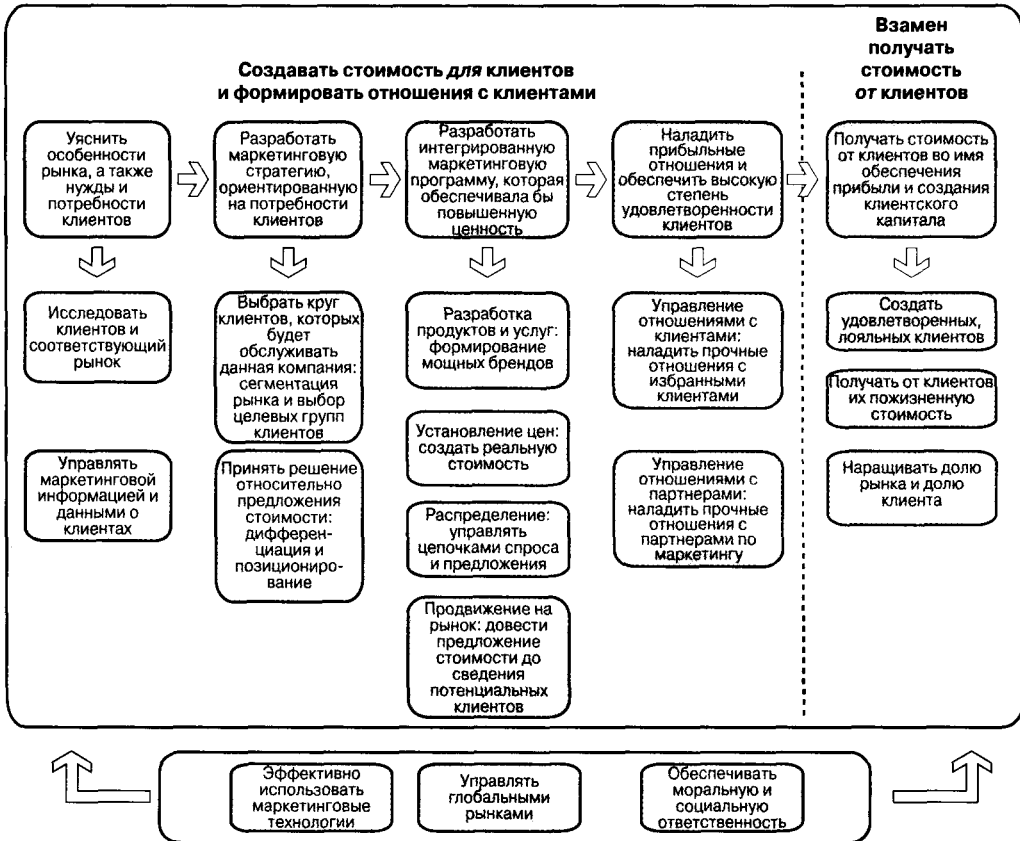 Создавать стоимость для клиентов
и формировать отношения с клиентами
Взамен
получать
стоимость
от клиентов
Уяснить
особенности
рынка, а также
нужды и
потребности
клиентов
Разработать
маркетинговую
стратегию,
ориентированную
на потребности
клиентов
Разработать
интегрированную
маркетинговую
программу, которая
обеспечивала бы
повышенную
ценность
Наладить
прибыльные
отношения и
обеспечить высокую
степень
удовлетворенности
клиентов
Получать стоимость
от клиентов во имя
обеспечения
прибыли и создания
клиентского
капитала
Исследовать
клиентов и
соответствующий
рынок
Управлять
маркетинговой
информацией и
данными о
клиентах
Выбрать круг
клиентов, которых
будет
обслуживать
данная компания:
сегментация
рынка и выбор
целевых групп
клиентов
Принять решение
относительно
предложения
стоимости:
дифферен-
циация и
позициониро-
вание
Разработка
продуктов и услуг:
формирование
мощных брендов
Установление цен:
создать реальную
стоимость
Распределение:
управлять
цепочками спроса
и предложения
Продвижение на
рынок: довести
предложение
стоимости до
сведения
потенциальных
клиентов
Управление
отношениями с
клиентами:
наладить прочные
отношения с
избранными
клиентами
Управление
отношениями с
партнерами:
наладить прочные
отношения с
партнерами по
маркетингу
Создать
удовлетворенных,
лояльных клиентов
Получать от клиентов
их пожизненную
стоимость
Наращивать долю
рынка и долю
клиента
Эффективно
использовать
маркетинговые
технологии
Управлять
глобальными
рынками
Обеспечивать
моральную и
социальную
ответственность